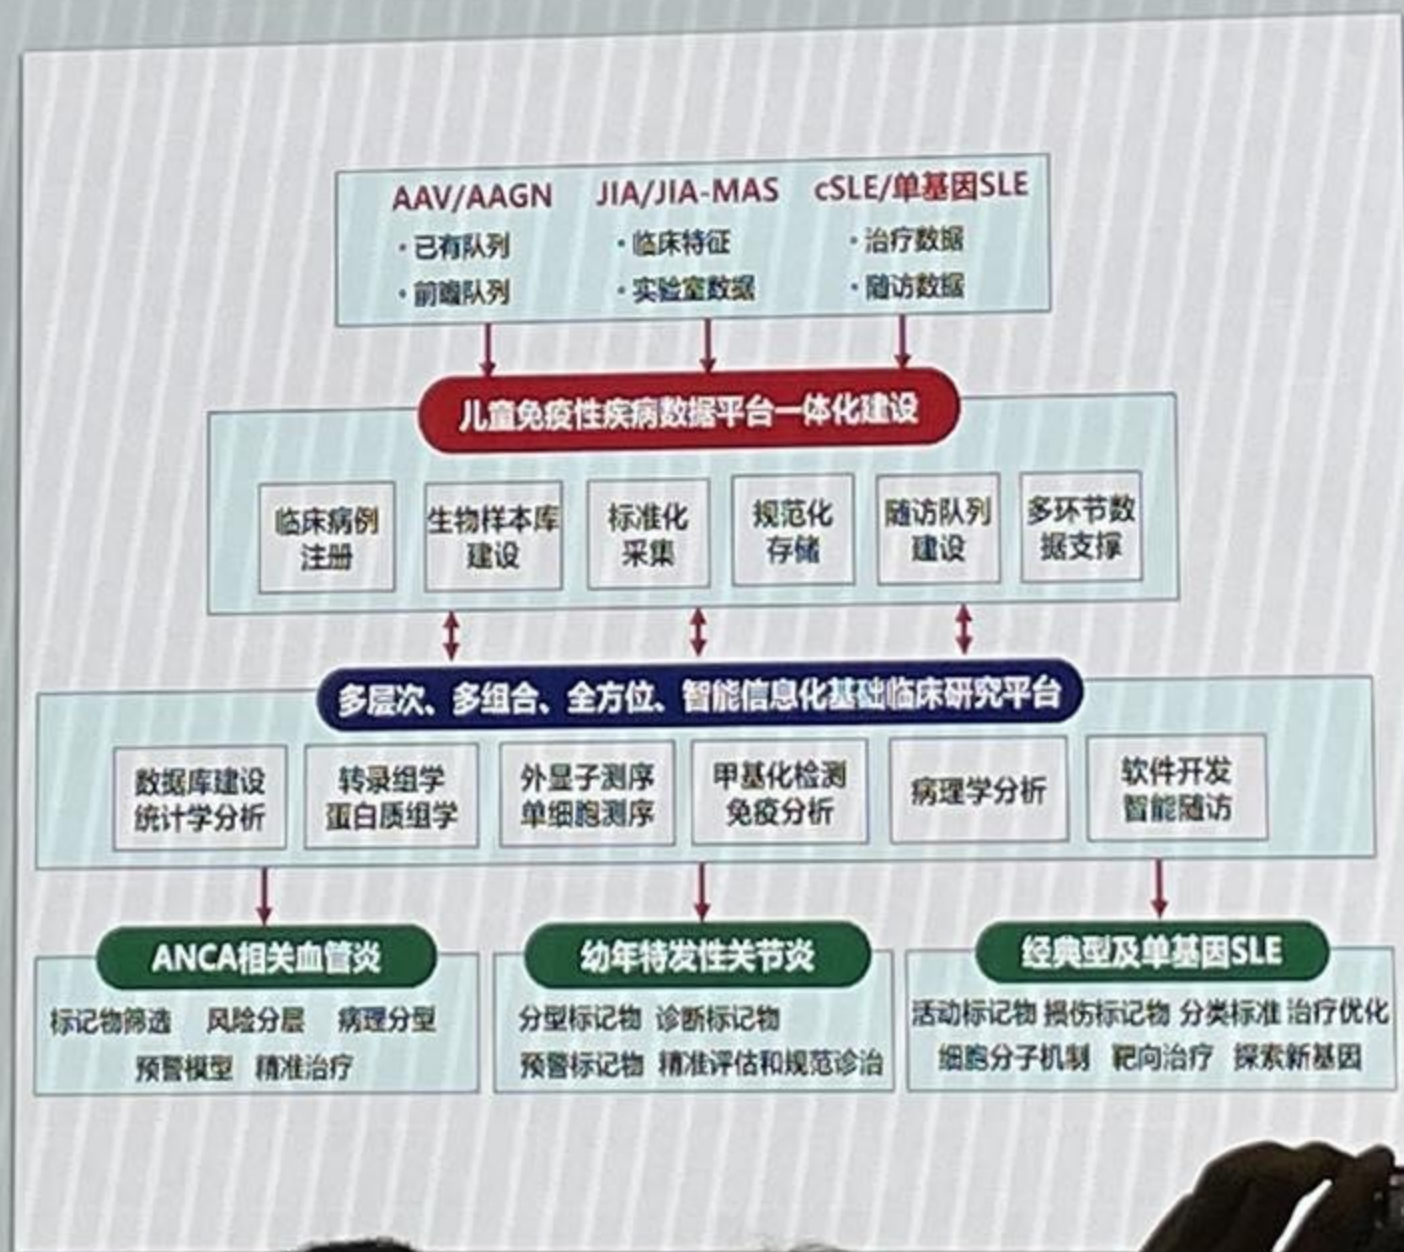 AAV/AAGN JIA/JIA-MAS cSLE/单基因SLE
·已有队列 ·临床特征 ·治疗数据
·前瞻队列 ·实验室数据 ·随访数据
儿童免疫性疾病数据平台一体化建设
临床病例
注册
生物样本库
建设
标准化
采集
规范化
存储
随访队列
建设
多环节数
据支撑
多层次、多组合、全方位、智能信息化基础临床研究平台
数据库建设
统计学分析
转录组学
蛋白质组学
外显子测序
单细胞测序
甲基化检测
免疫分析
病理学分析
软件开发
智能随访
ANCA相关血管炎
标记物筛选 风险分层 病理分型
预警模型 精准治疗
幼年特发性关节炎
分型标记物 诊断标记物
预警标记物 精准评估和规范诊治
经典型及单基因SLE
活动标记物 损伤标记物 分类标准 治疗优化
细胞分子机制 靶向治疗 探索新基因